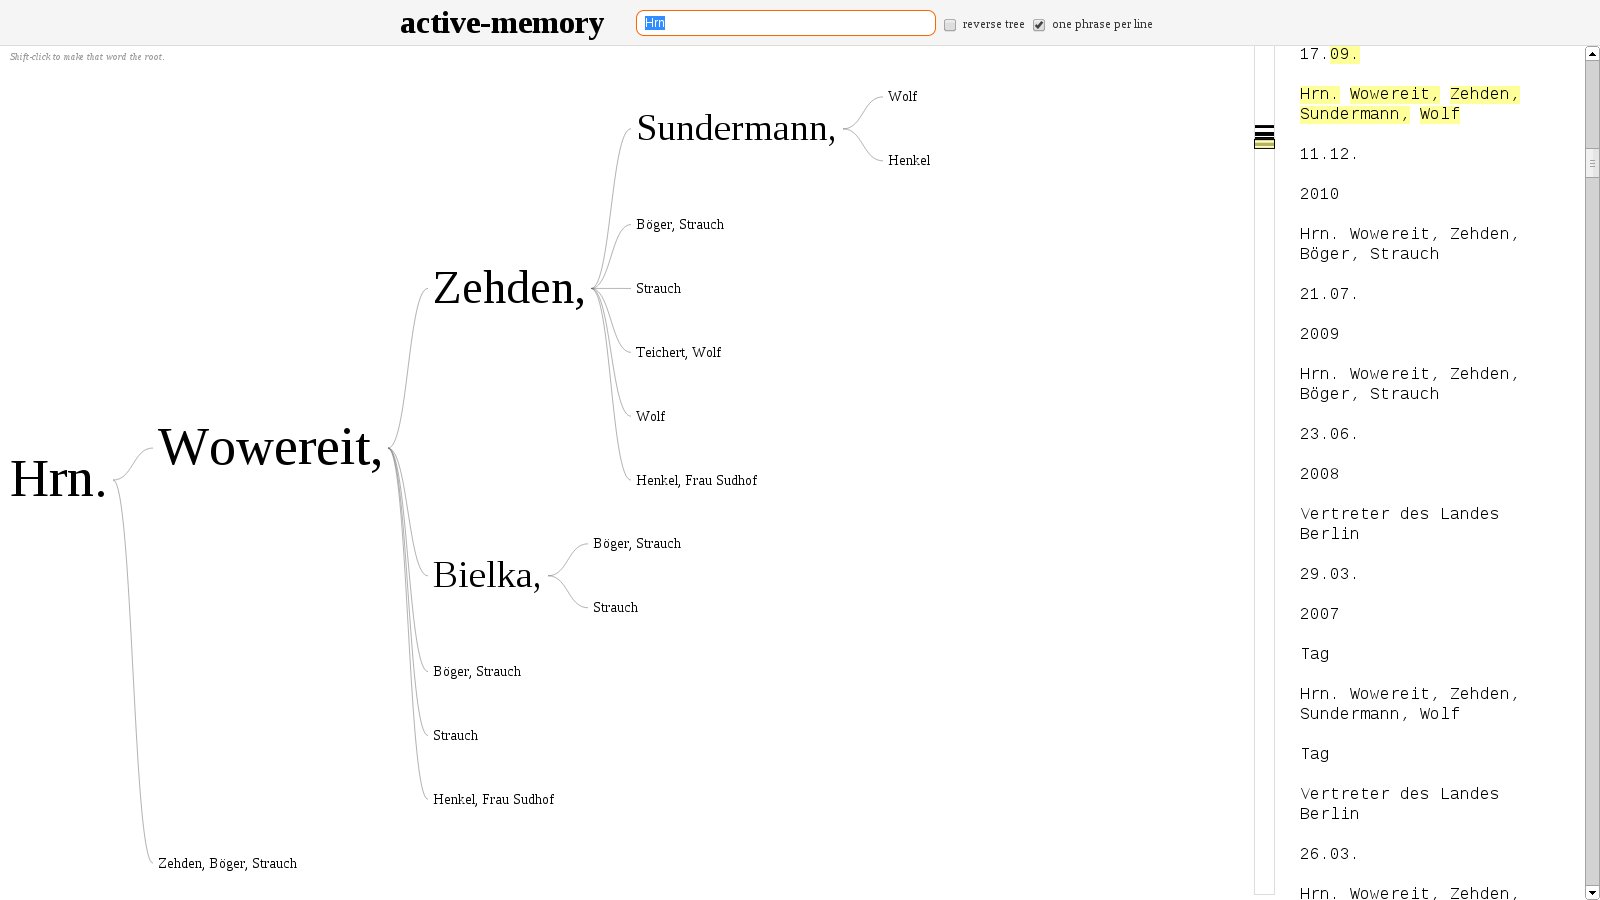 active-memory
Hrn
reverse tree
one phrase per line
Shift-click to make that word the root.
Hrn.
Wowereit,
Zehden,
Sundermann,
Wolf
Henkel
Böger, Strauch
Strauch
Teichert, Wolf
Wolf
Henkel, Frau Sudhof
Bielka,
Böger, Strauch
Strauch
Böger, Strauch
Strauch
Henkel, Frau Sudhof
Zehden, Böger, Strauch
17.09.
Hrn. Wowereit, Zehden,
Sundermann, Wolf
11.12.
2010
Hrn. Wowereit, Zehden,
Böger, Strauch
21.07.
2009
Hrn. Wowereit, Zehden,
Böger, Strauch
23.06.
2008
Vertreter des Landes
Berlin
29.03.
2007
Tag
Hrn. Wowereit, Zehden,
Sundermann, Wolf
Tag
Vertreter des Landes
Berlin
26.03.
Hrn. Wowereit, Zehden,